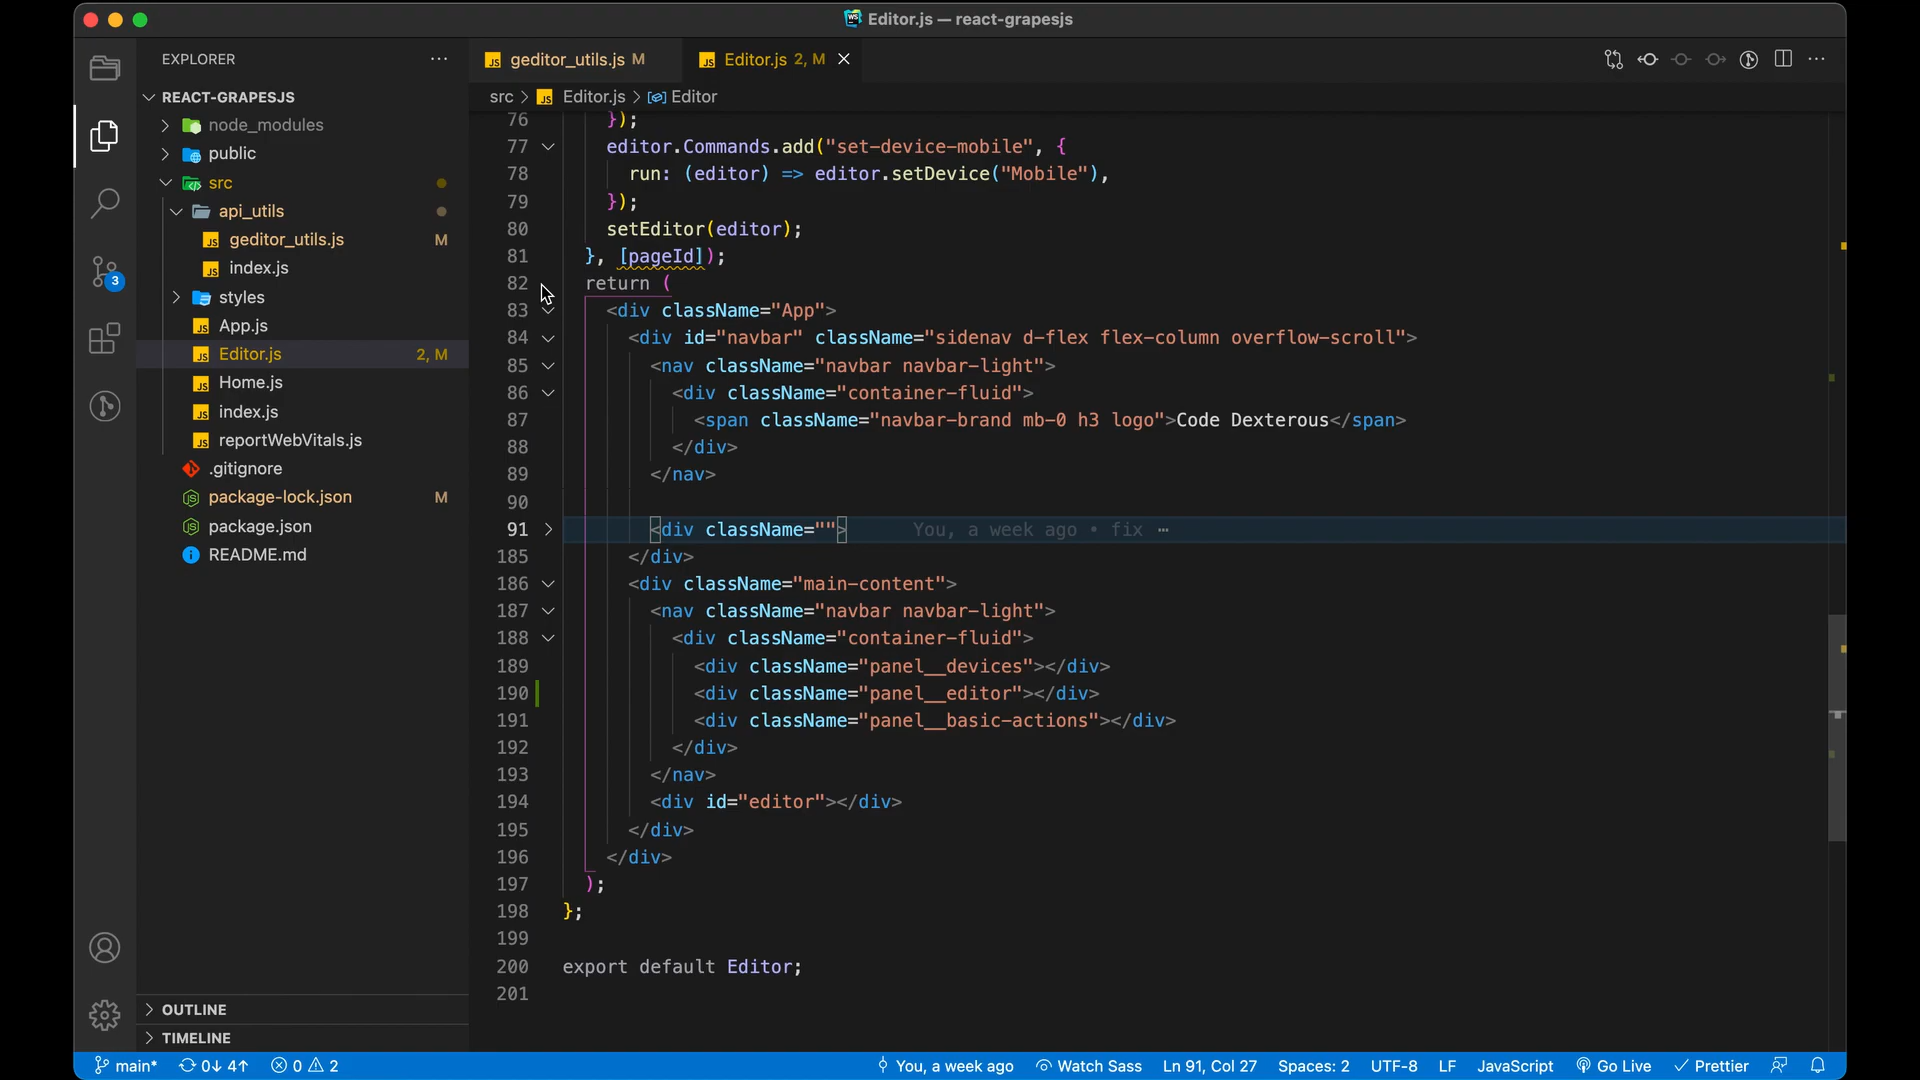 Editor.js — react-grapesjs
EXPLORER
geditor_utils.js M
Editor.js 2, M
src > Editor.js > Editor
REACT-GRAPESJS
node_modules
public
src
api_utils
geditor_utils.js M
index.js
styles
App.js
Editor.js 2, M
Home.js
index.js
reportWebVitals.js
.gitignore
package-lock.json M
package.json
README.md
3
OUTLINE
TIMELINE
76 });
77 editor.Commands.add("set-device-mobile", {
78 run: (editor) => editor.setDevice("Mobile"),
79 });
80 setEditor(editor);
81 }, [pageId]);
82 return (
83 <div className="App">
84 <div id="navbar" className="sidenav d-flex flex-column overflow-scroll">
85 <nav className="navbar navbar-light">
86 <div className="container-fluid">
87 <span className="navbar-brand mb-0 h3 logo">Code Dexterous</span>
88 </div>
89 </nav>
90
91 <div className=""> You, a week ago • fix …
185 </div>
186 <div className="main-content">
187 <nav className="navbar navbar-light">
188 <div className="container-fluid">
189 <div className="panel__devices"></div>
190 <div className="panel__editor"></div>
191 <div className="panel__basic-actions"></div>
192 </div>
193 </nav>
194 <div id="editor"></div>
195 </div>
196 </div>
197 );
198 };
199
200 export default Editor;
201
main* 0↓ 4↑ 0 2 You, a week ago Watch Sass Ln 91, Col 27 Spaces: 2 UTF-8 LF JavaScript Go Live Prettier